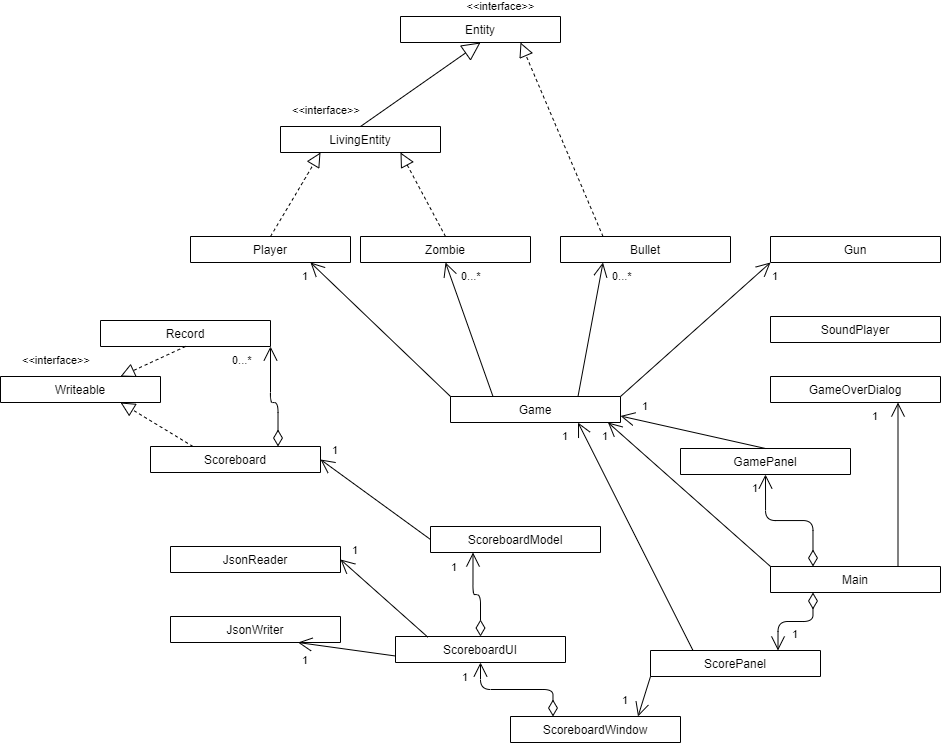 <<interface>>
Entity
<<interface>>
LivingEntity
Player
Zombie
Bullet
Gun
1
0...*
0...*
1
Record
SoundPlayer
<<interface>>
0...*
Writeable
GameOverDialog
Game
1
1
1
1
Scoreboard
1
GamePanel
1
ScoreboardModel
JsonReader
1
1
Main
JsonWriter
1
1
ScoreboardUI
ScorePanel
1
1
ScoreboardWindow